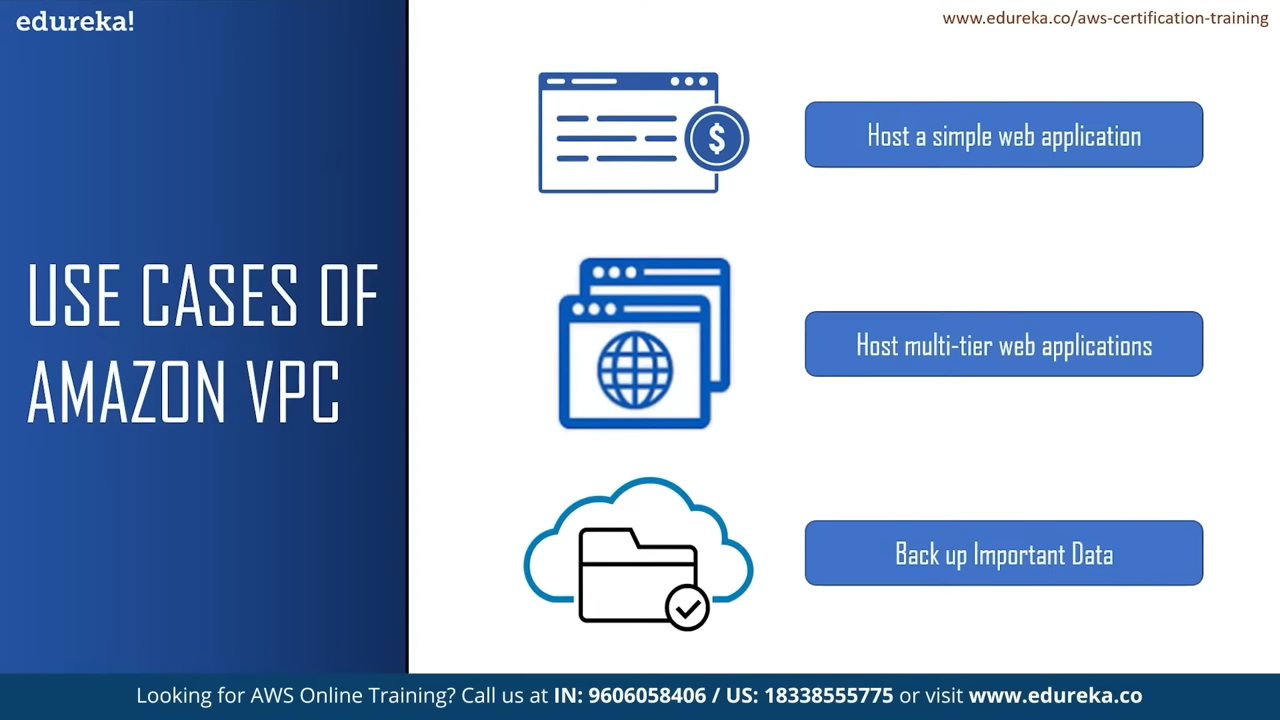 edureka!
www.edureka.co/aws-certification-training
USE CASES OF
AMAZON VPC
$
Host a simple web application
Host multi-tier web applications
Back up Important Data
Looking for AWS Online Training? Call us at IN: 9606058406 / US: 18338555775 or visit www.edureka.co